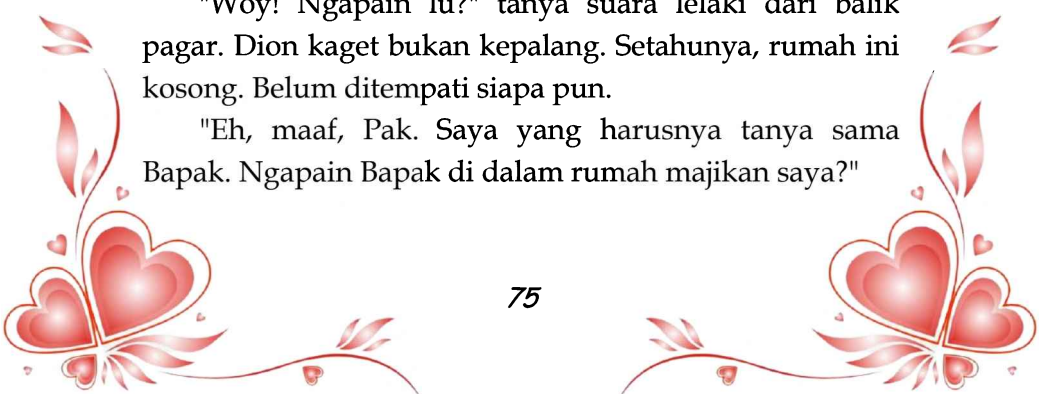 "Woy! Ngapain lu?" tanya suara lelaki dari balik
pagar. Dion kaget bukan kepalang. Setahunya, rumah ini
kosong. Belum ditempati siapa pun.
"Eh, maaf, Pak. Saya yang harusnya tanya sama
Bapak. Ngapain Bapak di dalam rumah majikan saya?"
75